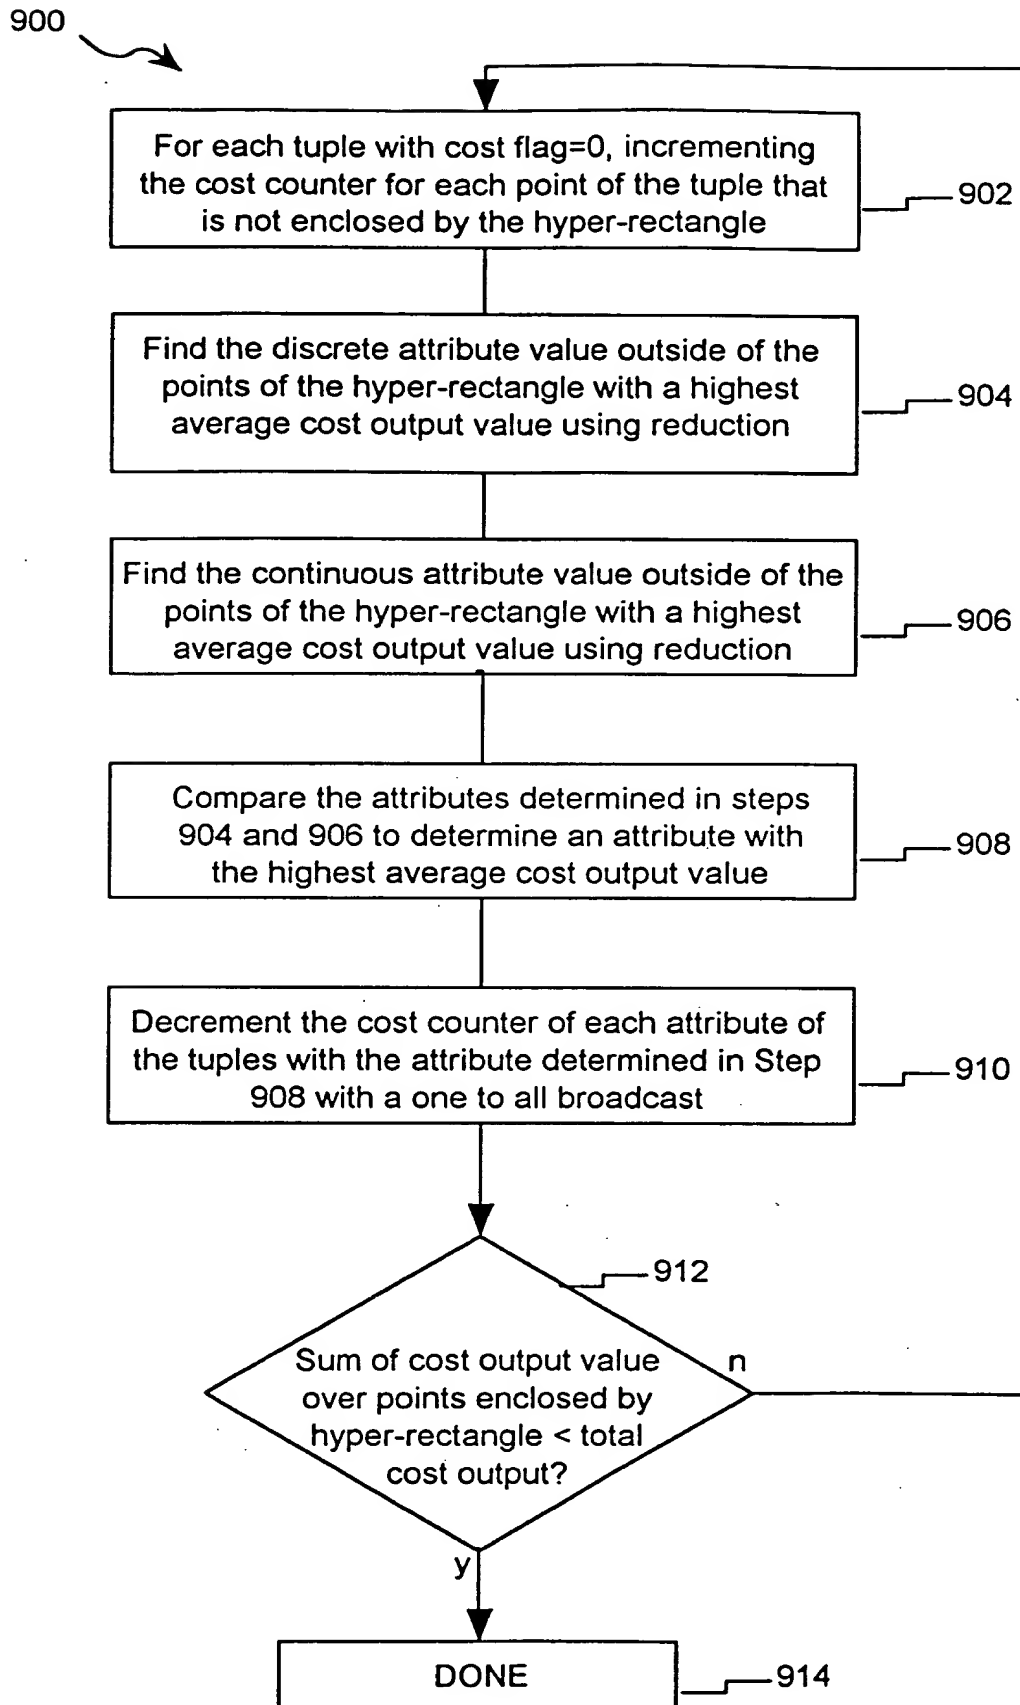 900
For each tuple with cost flag=0, incrementing
the cost counter for each point of the tuple that
is not enclosed by the hyper-rectangle
902
Find the discrete attribute value outside of the
points of the hyper-rectangle with a highest
average cost output value using reduction
904
Find the continuous attribute value outside of the
points of the hyper-rectangle with a highest
average cost output value using reduction
906
Compare the attributes determined in steps
904 and 906 to determine an attribute with
the highest average cost output value
908
Decrement the cost counter of each attribute of
the tuples with the attribute determined in Step
908 with a one to all broadcast
910
912
Sum of cost output value
over points enclosed by
hyper-rectangle < total
cost output?
n
y
DONE
914